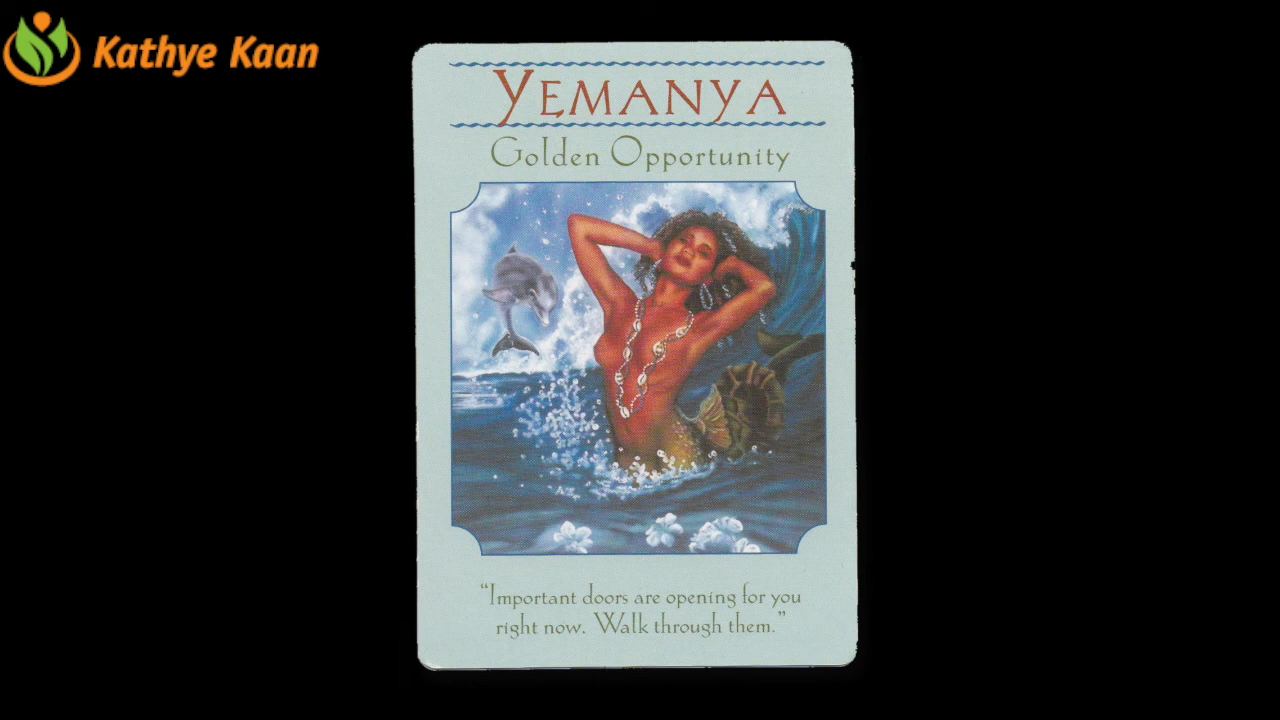 Kathye Kaan
YEMANYA
Golden Opportunity
“Important doors are opening for you
right now. Walk through them.”